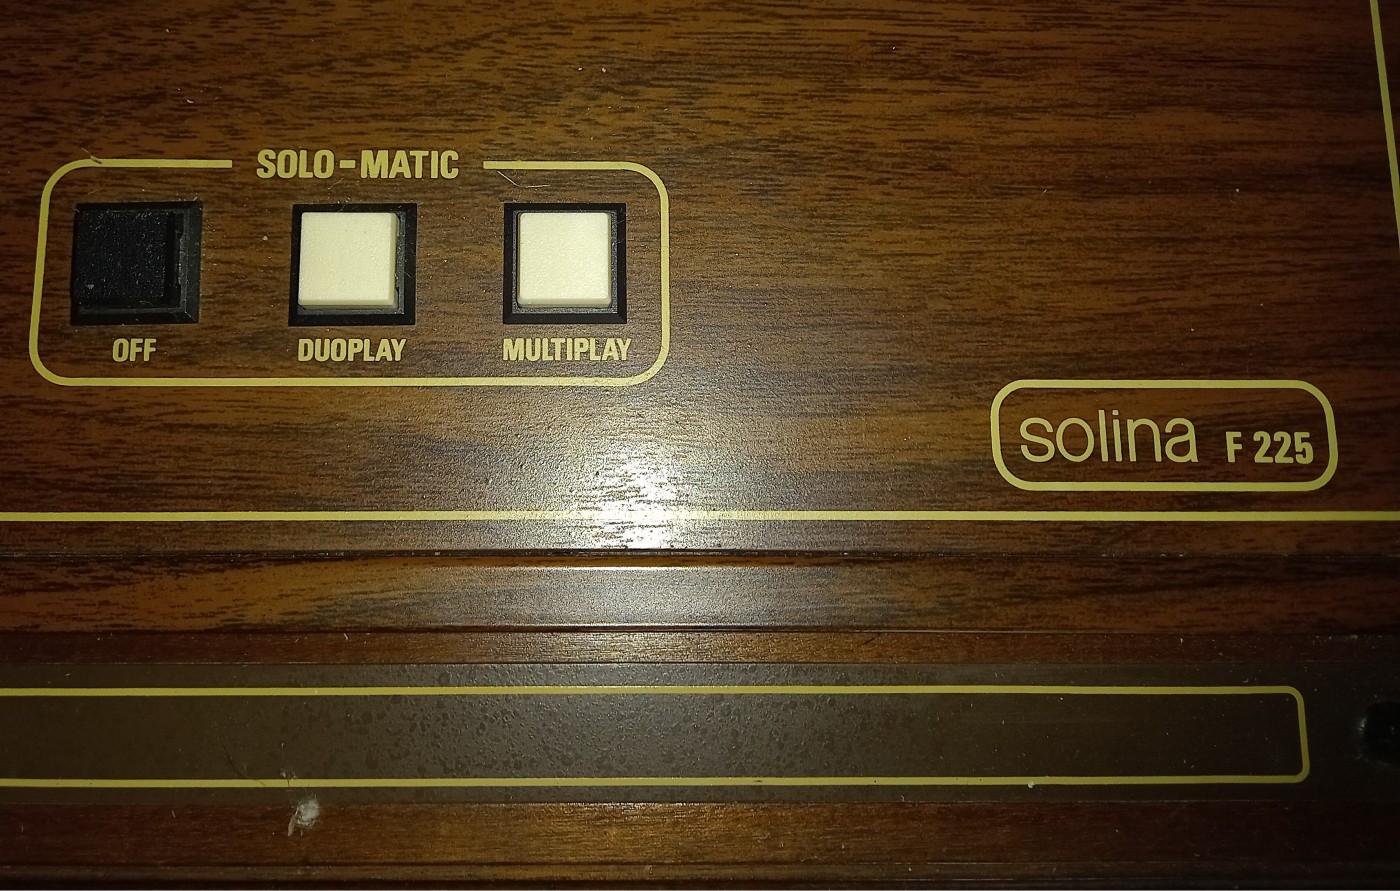 SOLO-MATIC
OFF DUOPLAY MULTIPLAY
solina F 225